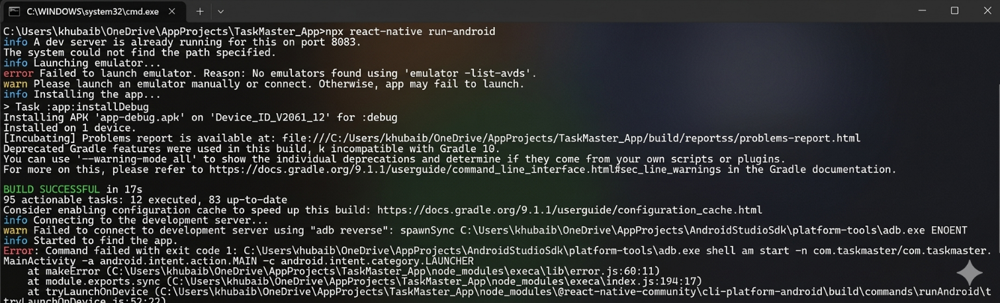 C:\WINDOWS\system32\cmd.exe
C:\Users\khubaib\OneDrive\AppProjects\TaskMaster_App>npx react-native run-android
info A dev server is already running for this on port 8083.
The system could not find the path specified.
info Launching emulator...
error Failed to launch emulator. Reason: No emulators found using 'emulator -list-avds'.
warn Please launch an emulator manually or connect. Otherwise, app may fail to launch.
info Installing the app...
> Task :app:installDebug
Installing APK 'app-debug.apk' on 'Device_ID_V2061_12' for :debug
Installed on 1 device.
[Incubating] Problems report is available at: file:///C:/Users/khubaib/OneDrive/AppProjects/TaskMaster_App/build/reportss/problems-report.html
Deprecated Gradle features were used in this build, k incompatible with Gradle 10.
You can use '--warning-mode all' to show the individual deprecations and determine if they come from your own scripts or plugins.
For more on this, please refer to https://docs.gradle.org/9.1.1/userguide/command_line_interface.html#sec_line_warnings in the Gradle documentation.
BUILD SUCCESSFUL in 17s
95 actionable tasks: 12 executed, 83 up-to-date
Consider enabling configuration cache to speed up this build: https://docs.gradle.org/9.1.1/userguide/configuration_cache.html
info Connecting to the development server...
warn Failed to connect to development server using "adb reverse": spawnSync C:\Users\khubaib\OneDrive\AppProjects\AndroidStudioSdk\platform-tools\adb.exe ENOENT
info Started to find the app.
Error: Command failed with exit code 1: C:\Users\hubaib\OneDrive\AppProjects\AndroidStudioSdk\platform-tools\adb.exe shell am start -n com.taskmaster/com.taskmaster.
MainActivity -a android.intent.action.MAIN -c android.intent.category.LAUNCHER
at makeError (C:\Users\khubaib\OneDrive\AppProjects\TaskMaster_App\node_modules\execa\lib\error.js:60:11)
at module.exports.sync (C:\Users\khubaib\OneDrive\AppProjects\TaskMaster_App\node_modules\execa\index.js:194:17)
at tryLaunchOnDevice (C:\Users\khubaib\OneDrive\AppProjects\TaskMaster_App\node_modules\@react-native-community\cli-platform-android\build\commands\runAndroid\t
tryLaunchOnDevice.js:52:22)